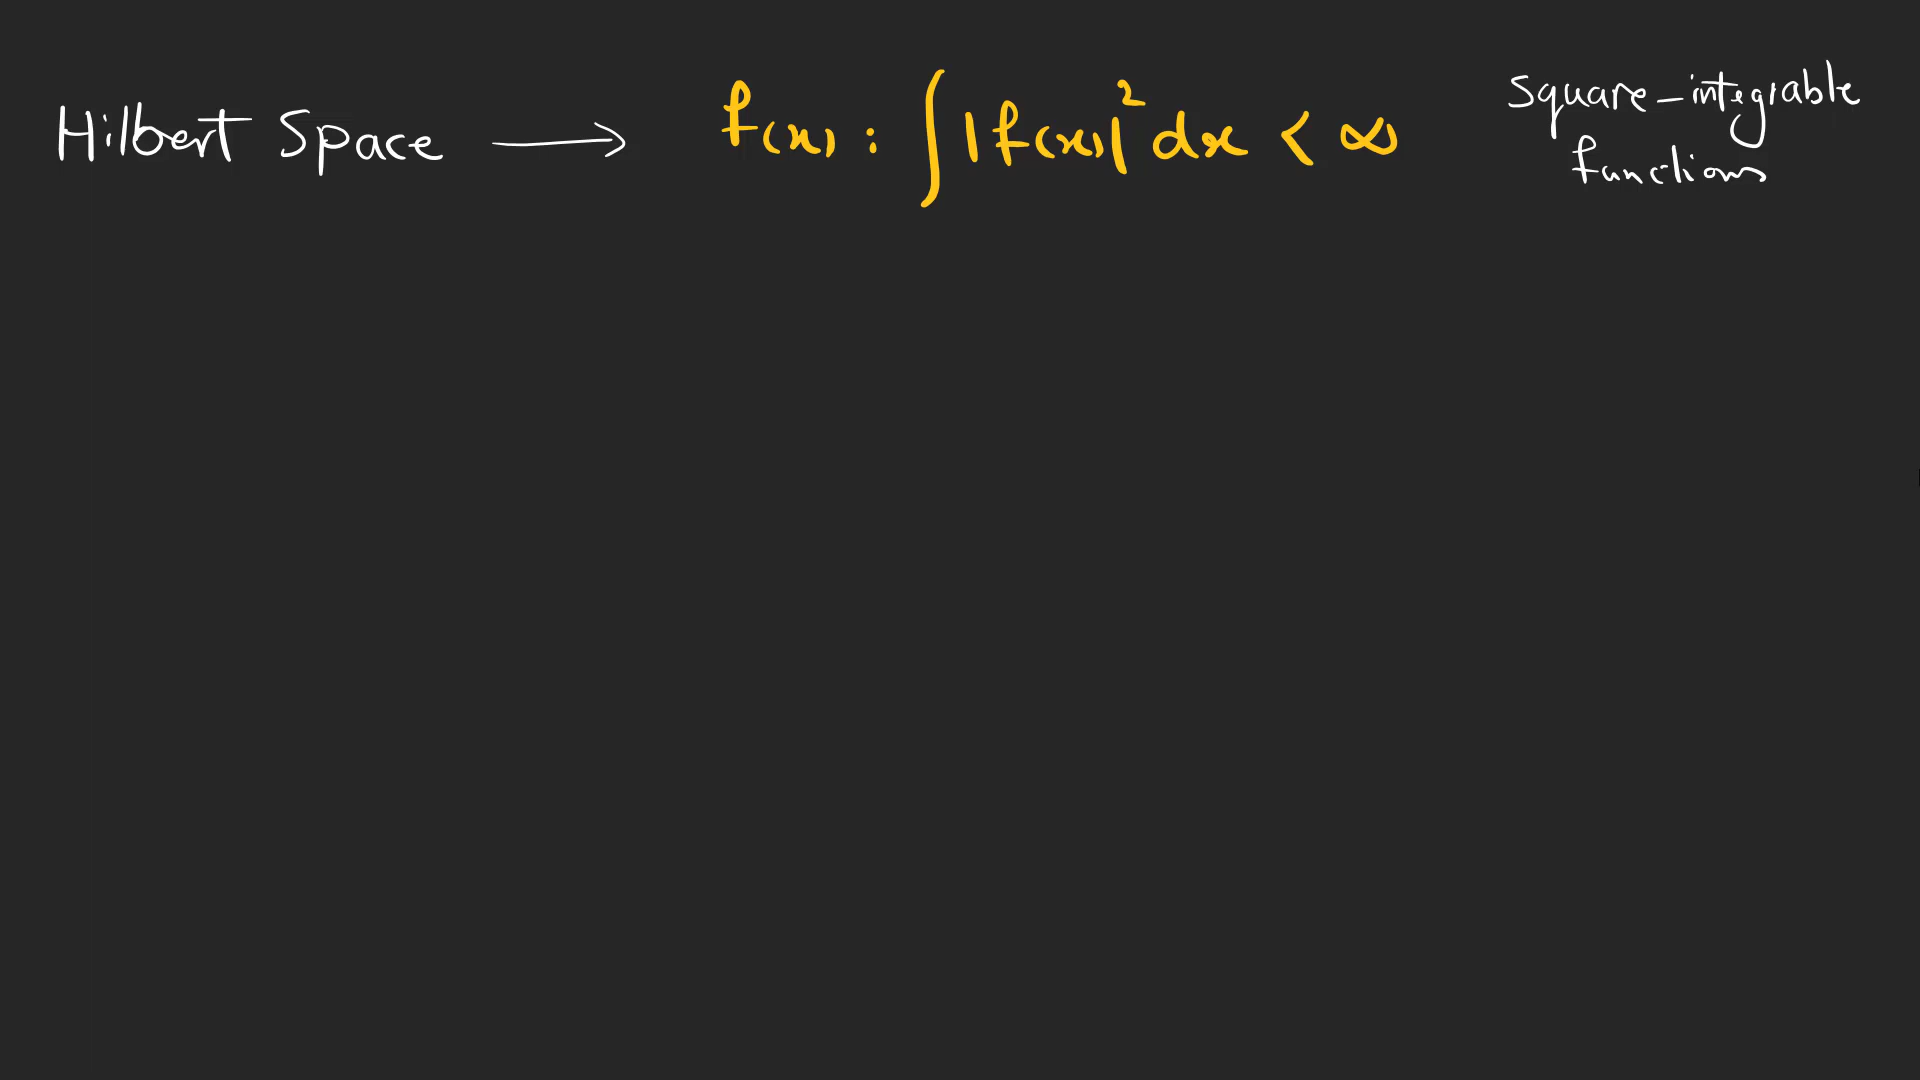 Hilbert Space ⟶ f(x) : ∫|f(x)|² dx < ∞
Square-integrable
functions